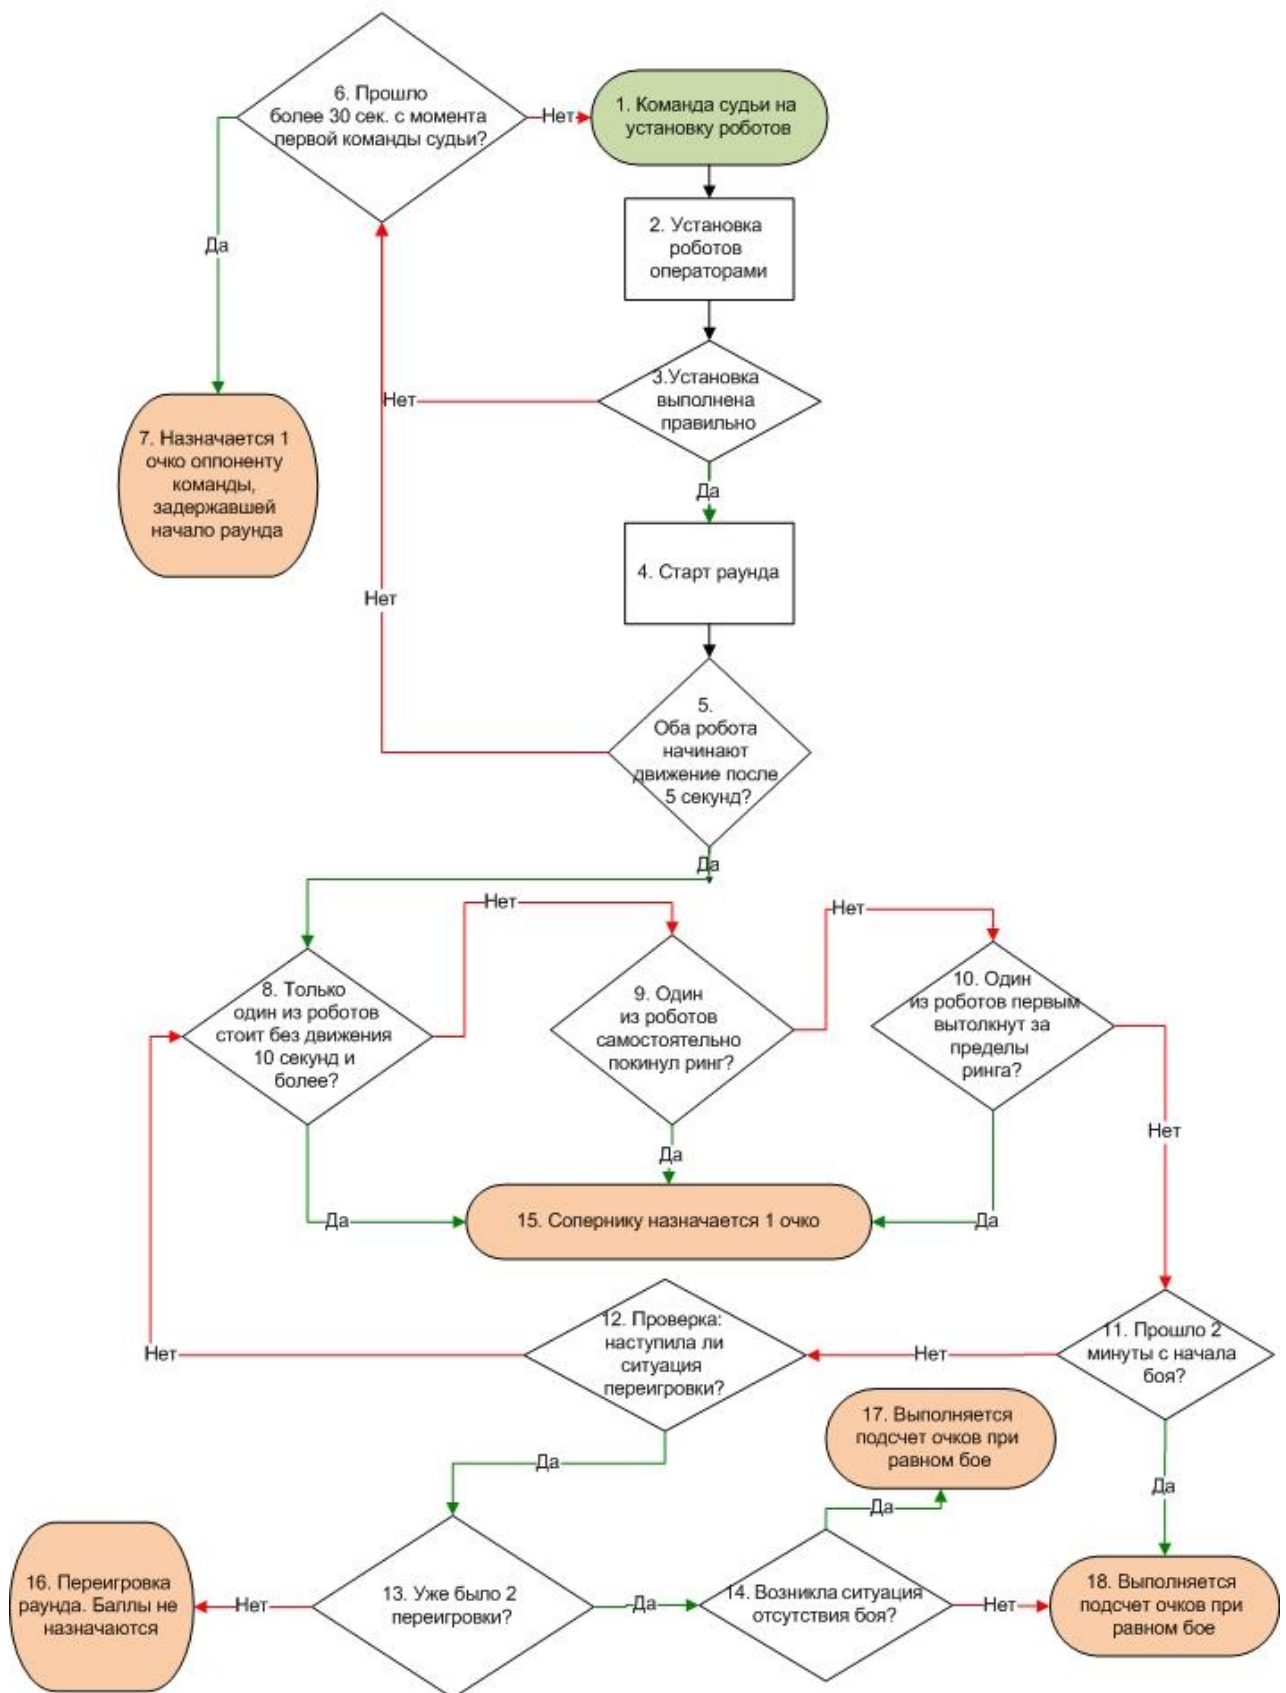 6. Прошло
более 30 сек. с момента
первой команды судьи?
Нет
1. Команда судьи на
установку роботов
2. Установка
роботов
операторами
Да
3.Установка
выполнена
правильно
Нет
7. Назначается 1
очко оппоненту
команды,
задержавшей
начало раунда
Да
4. Старт раунда
Нет
5.
Оба робота
начинают
движение после
5 секунд?
Да
Нет
Нет
8. Только
один из роботов
стоит без движения
10 секунд и
более?
9. Один
из роботов
самостоятельно
покинул ринг?
10. Один
из роботов первым
вытолкнут за
пределы
ринга?
Нет
Да
Да
15. Сопернику назначается 1 очко
Да
12. Проверка:
наступила ли
ситуация
переигровки?
Нет
Нет
11. Прошло 2
минуты с начала
боя?
17. Выполняется
подсчет очков при
равном бое
Да
Да
Да
16. Переигровка
раунда. Баллы не
назначаются
Нет
13. Уже было 2
переигровки?
Да
14. Возникла ситуация
отсутствия боя?
Нет
18. Выполняется
подсчет очков при
равном бое